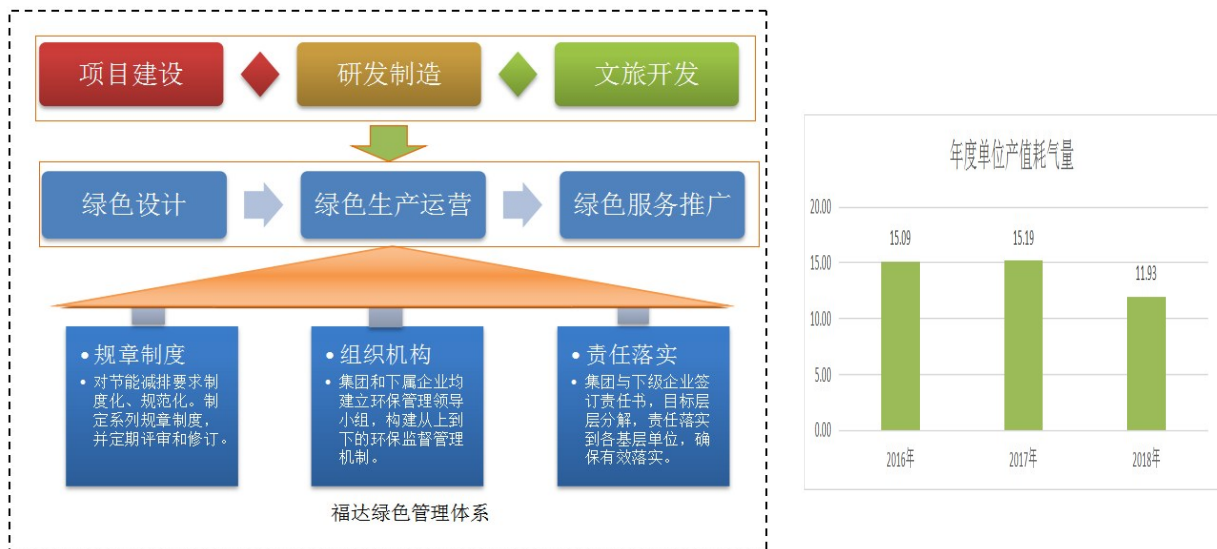 项目建设
研发制造
文旅开发
绿色设计
绿色生产运营
绿色服务推广
•规章制度
•对节能减排要求制
度化、规范化。制
定系列规章制度，
并定期评审和修订。
•组织机构
•集团和下属企业均
建立环保管理领导
小组，构建从上到
下的环保监督管理
机制。
•责任落实
•集团与下级企业签
订责任书，目标层
层分解，责任落实
到各基层单位，确
保有效落实。
福达绿色管理体系
年度单位产值耗气量
20.00
15.00
10.00
5.00
0.00
15.09
15.19
11.93
2016年
2017年
2018年